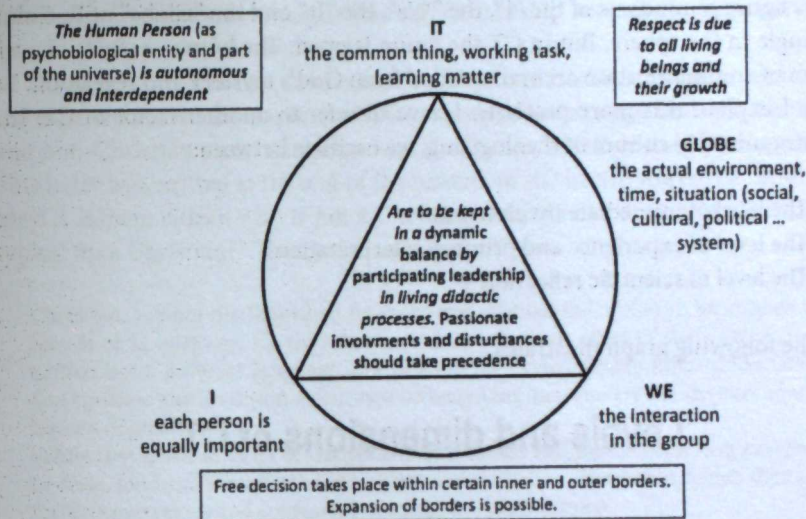 The Human Person (as
psychobiological entity and part
of the universe) Is autonomous
and Interdependent
IT
the content, the thing, working task,
learning matter
Respect is due
to all living
beings and
their growth
GLOBE
the actual environment,
time, situation (social,
cultural, political ...
system)
Are to be kept
in a dynamic
balance by
participating leadership
in living didactic
processes. Passionate
involvments and disturbances
should take precedence
I
each person is
equally important
WE
the interaction
in the group
Free decision takes place within certain inner and outer borders.
Expansion of borders is possible.